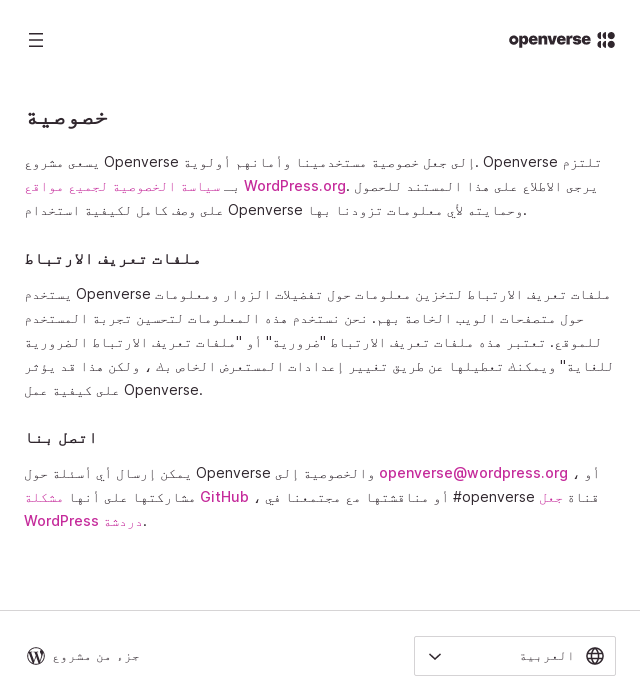 openverse
خصوصية
يسعى مشروع Openverse إلى جعل خصوصية مستخدمينا وأمانهم أولوية. Openverse تلتزم
بـ سياسة الخصوصية لجميع مواقع WordPress.org. يرجى الاطلاع على هذا المستند للحصول
على وصف كامل لكيفية استخدام Openverse وحمايته لأي معلومات تزودنا بها.
ملفات تعريف الارتباط
يستخدم Openverse ملفات تعريف الارتباط لتخزين معلومات حول تفضيلات الزوار ومعلومات
حول متصفحات الويب الخاصة بهم. نحن نستخدم هذه المعلومات لتحسين تجربة المستخدم
للموقع. تعتبر هذه ملفات تعريف الارتباط "ضرورية" أو "ملفات تعريف الارتباط الضرورية
للغاية" ويمكنك تعطيلها عن طريق تغيير إعدادات المستعرض الخاص بك ، ولكن هذا قد يؤثر
على كيفية عمل Openverse.
اتصل بنا
يمكن إرسال أي أسئلة حول Openverse والخصوصية إلى openverse@wordpress.org ، أو
مشاركتها على أنها مشكلة GitHub ، أو مناقشتها مع مجتمعنا في #openverse قناة جعل
WordPress دردشة.
جزء من مشروع
العربية